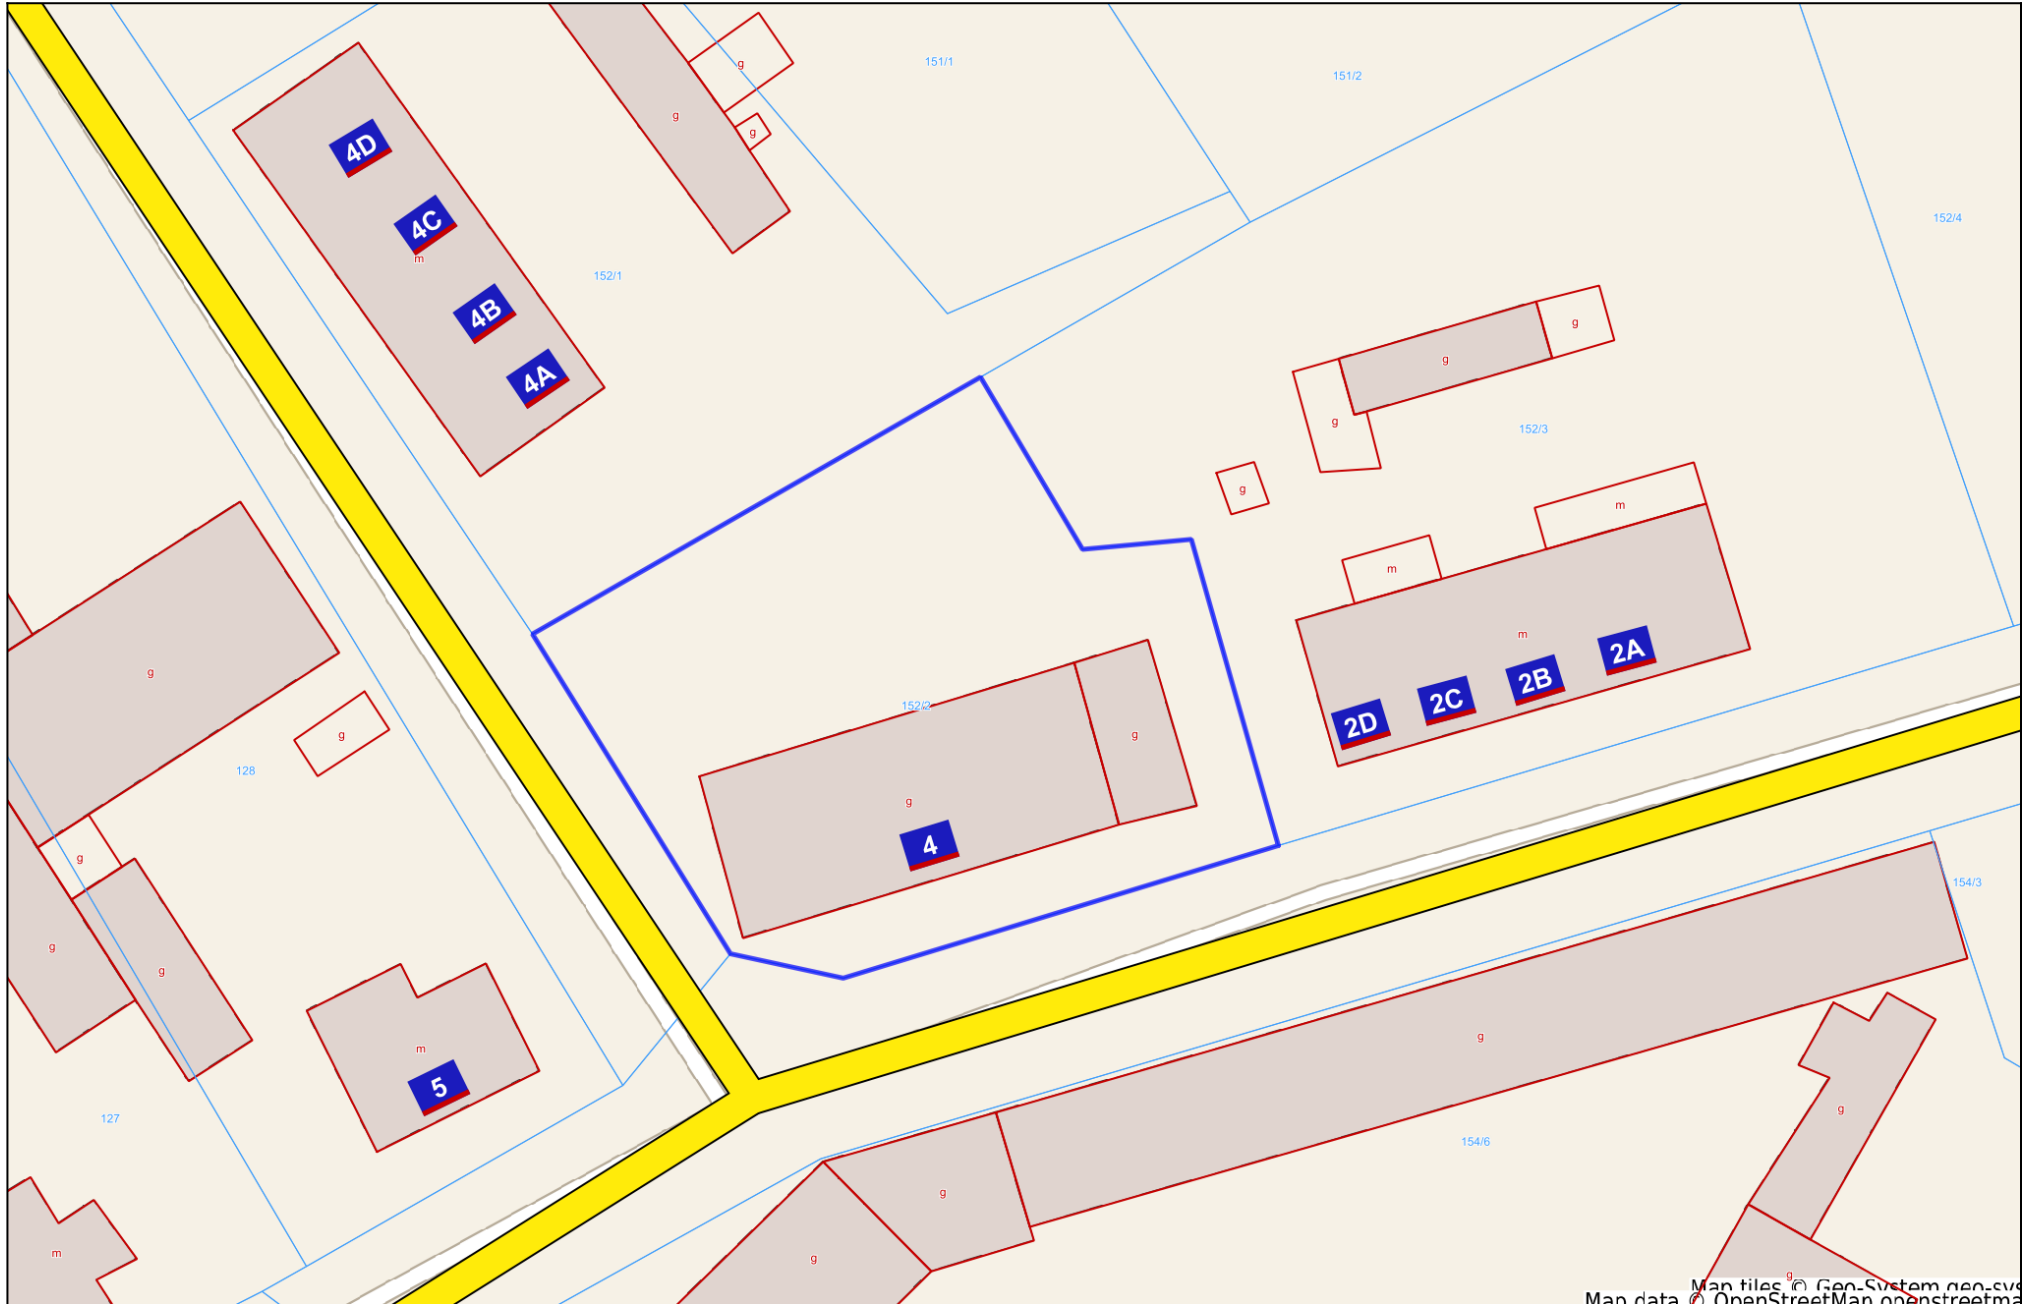 151/1
g
151/2
g
g
4D
152/4
4C
m
152/1
4B
g
4A
g
g
152/3
g
m
m
m
g
2A
2B
2C
152/2
2D
g
g
128
g
4
g
154/3
g
g
g
m
5
g
127
154/6
g
m
g
g
Map tiles © Geo-System geo-sys
Map data © OpenStreetMap openstreetma